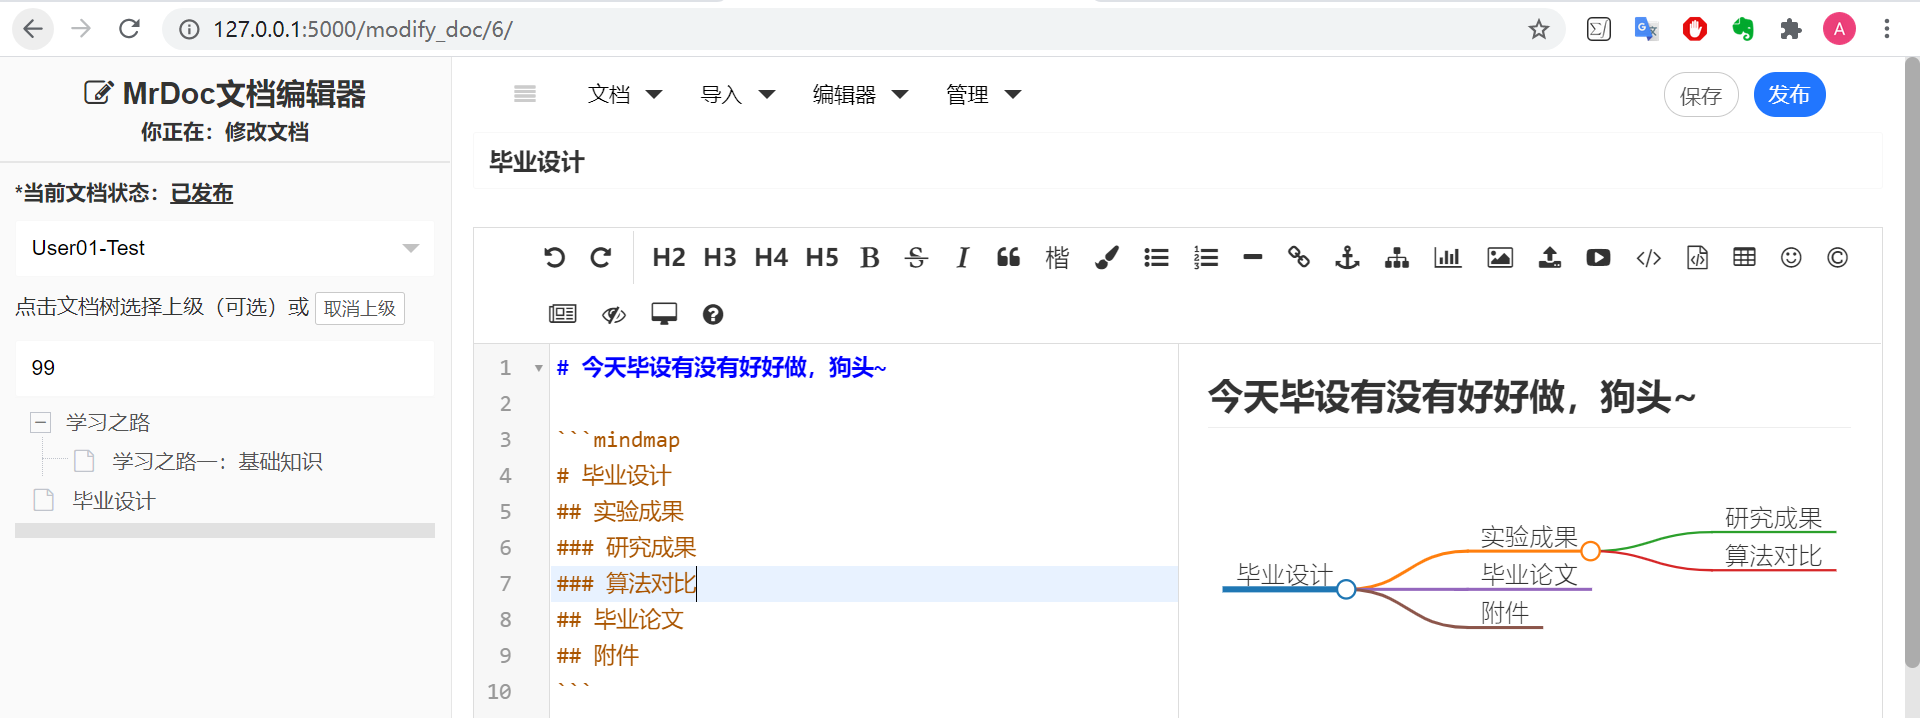 127.0.0.1:5000/modify_doc/6/
A
MrDoc文档编辑器
你正在：修改文档
*当前文档状态：已发布
User01-Test
点击文档树选择上级（可选）或 取消上级
99
学习之路
学习之路一：基础知识
毕业设计
文档 导入 编辑器 管理 保存 发布
毕业设计
H2 H3 H4 H5 B S I 楷
1 # 今天毕设有没有好好做，狗头~
2
3 ```mindmap
4 # 毕业设计
5 ## 实验成果
6 ### 研究成果
7 ### 算法对比
8 ## 毕业论文
9 ## 附件
10 ```
今天毕设有没有好好做，狗头~
毕业设计
实验成果
研究成果
算法对比
毕业论文
附件